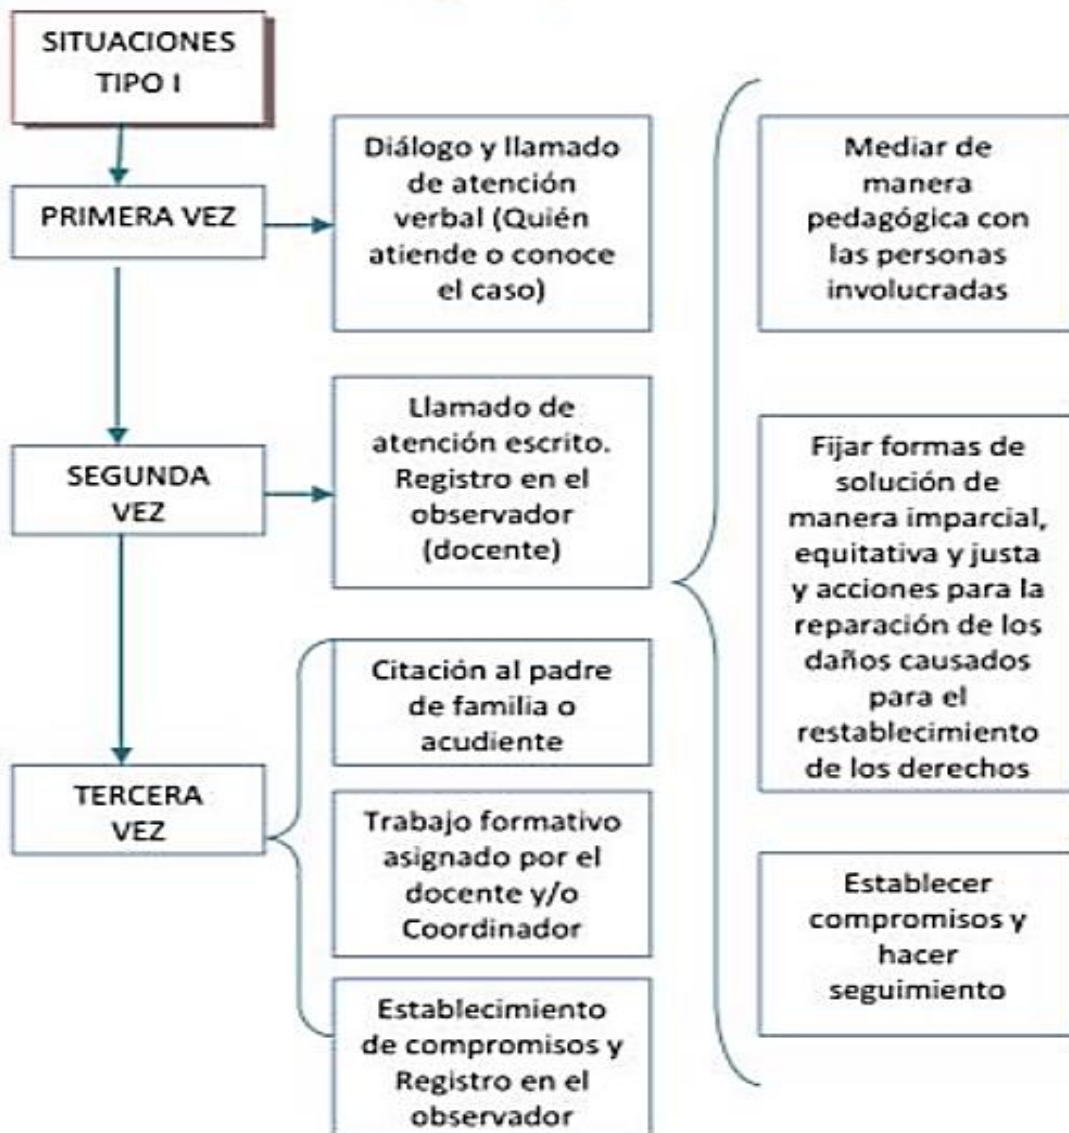 SITUACIONES
TIPO I
PRIMERA VEZ
Diálogo y llamado
de atención
verbal (Quién
atiende o conoce
el caso)
SEGUNDA
VEZ
Llamado de
atención escrito.
Registro en el
observador
(docente)
TERCERA
VEZ
Citación al padre
de familia o
acudiente
Trabajo formativo
asignado por el
docente y/o
Coordinador
Establecimiento
de compromisos y
Registro en el
observador
Mediar de
manera
pedagógica con
las personas
involucradas
Fijar formas de
solución de
manera imparcial,
equitativa y justa
y acciones para la
reparación de los
daños causados
para el
restablecimiento
de los derechos
Establecer
compromisos y
hacer
seguimiento